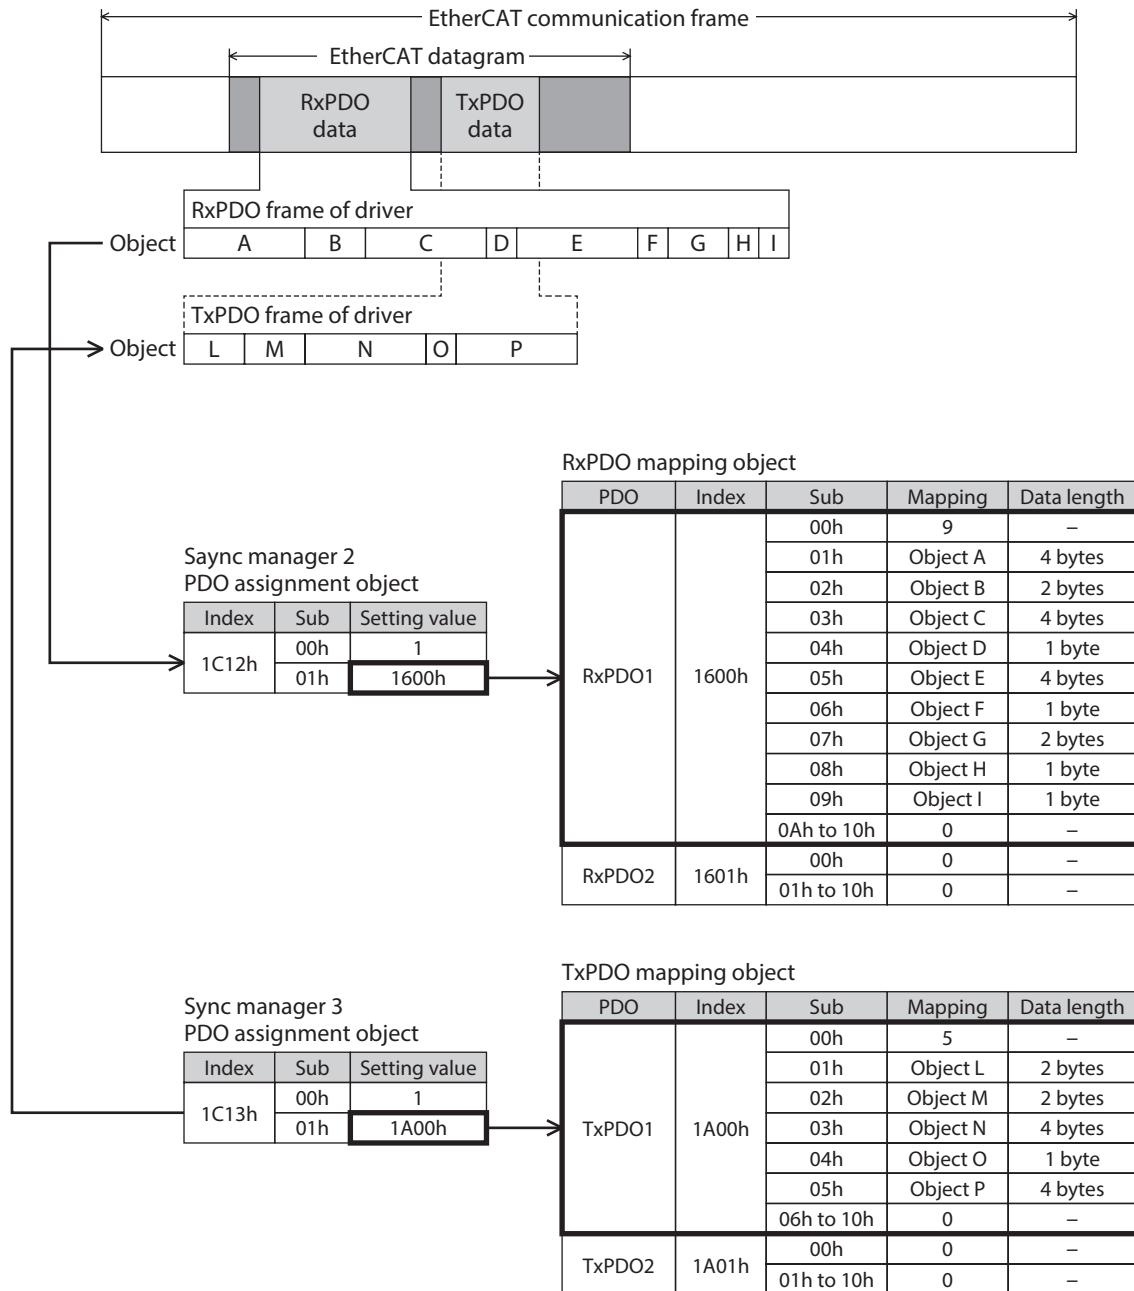 EtherCAT communication frame
EtherCAT datagram
RxPDO data TxPDO data
RxPDO frame of driver
Object A B C D E F G H I
TxPDO frame of driver
Object L M N O P
RxPDO mapping object
PDO Index Sub Mapping Data length
RxPDO1 1600h 00h 9 –
01h Object A 4 bytes
02h Object B 2 bytes
03h Object C 4 bytes
04h Object D 1 byte
05h Object E 4 bytes
06h Object F 1 byte
07h Object G 2 bytes
08h Object H 1 byte
09h Object I 1 byte
0Ah to 10h 0 –
RxPDO2 1601h 00h 0 –
01h to 10h 0 –
Saync manager 2
PDO assignment object
Index Sub Setting value
1C12h 00h 1
01h 1600h
TxPDO mapping object
PDO Index Sub Mapping Data length
TxPDO1 1A00h 00h 5 –
01h Object L 2 bytes
02h Object M 2 bytes
03h Object N 4 bytes
04h Object O 1 byte
05h Object P 4 bytes
06h to 10h 0 –
TxPDO2 1A01h 00h 0 –
01h to 10h 0 –
Sync manager 3
PDO assignment object
Index Sub Setting value
1C13h 00h 1
01h 1A00h